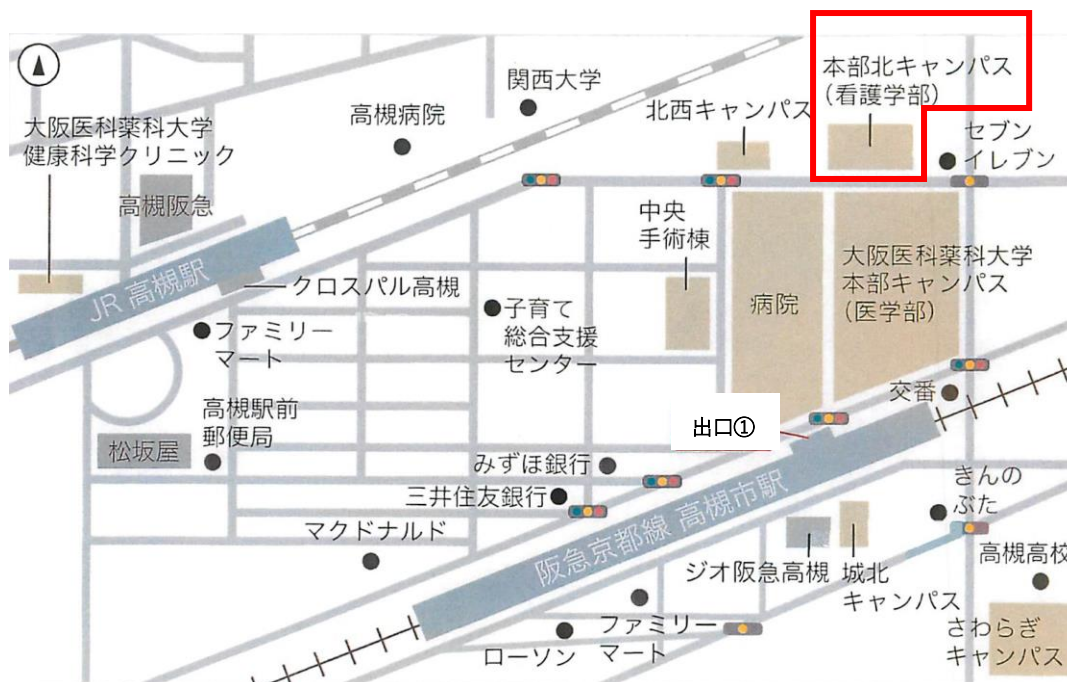 本部北キャンパス
(看護学部)
関西大学
高槻病院
北西キャンパス
セブン
イレブン
大阪医科薬科大学
健康科学クリニック
高槻阪急
中央
手術棟
JR 高槻駅
クロスパル高槻
大阪医科薬科大学
本部キャンパス
(医学部)
病院
子育て
総合支援
センター
ファミリー
マート
交番
高槻駅前
郵便局
出口①
松坂屋
みずほ銀行
三井住友銀行
きんの
ぶた
阪急京都線 高槻市駅
マクドナルド
高槻高校
ジオ阪急高槻
城北
キャンパス
ファミリー
マート
ローソン
さわらぎ
キャンパス